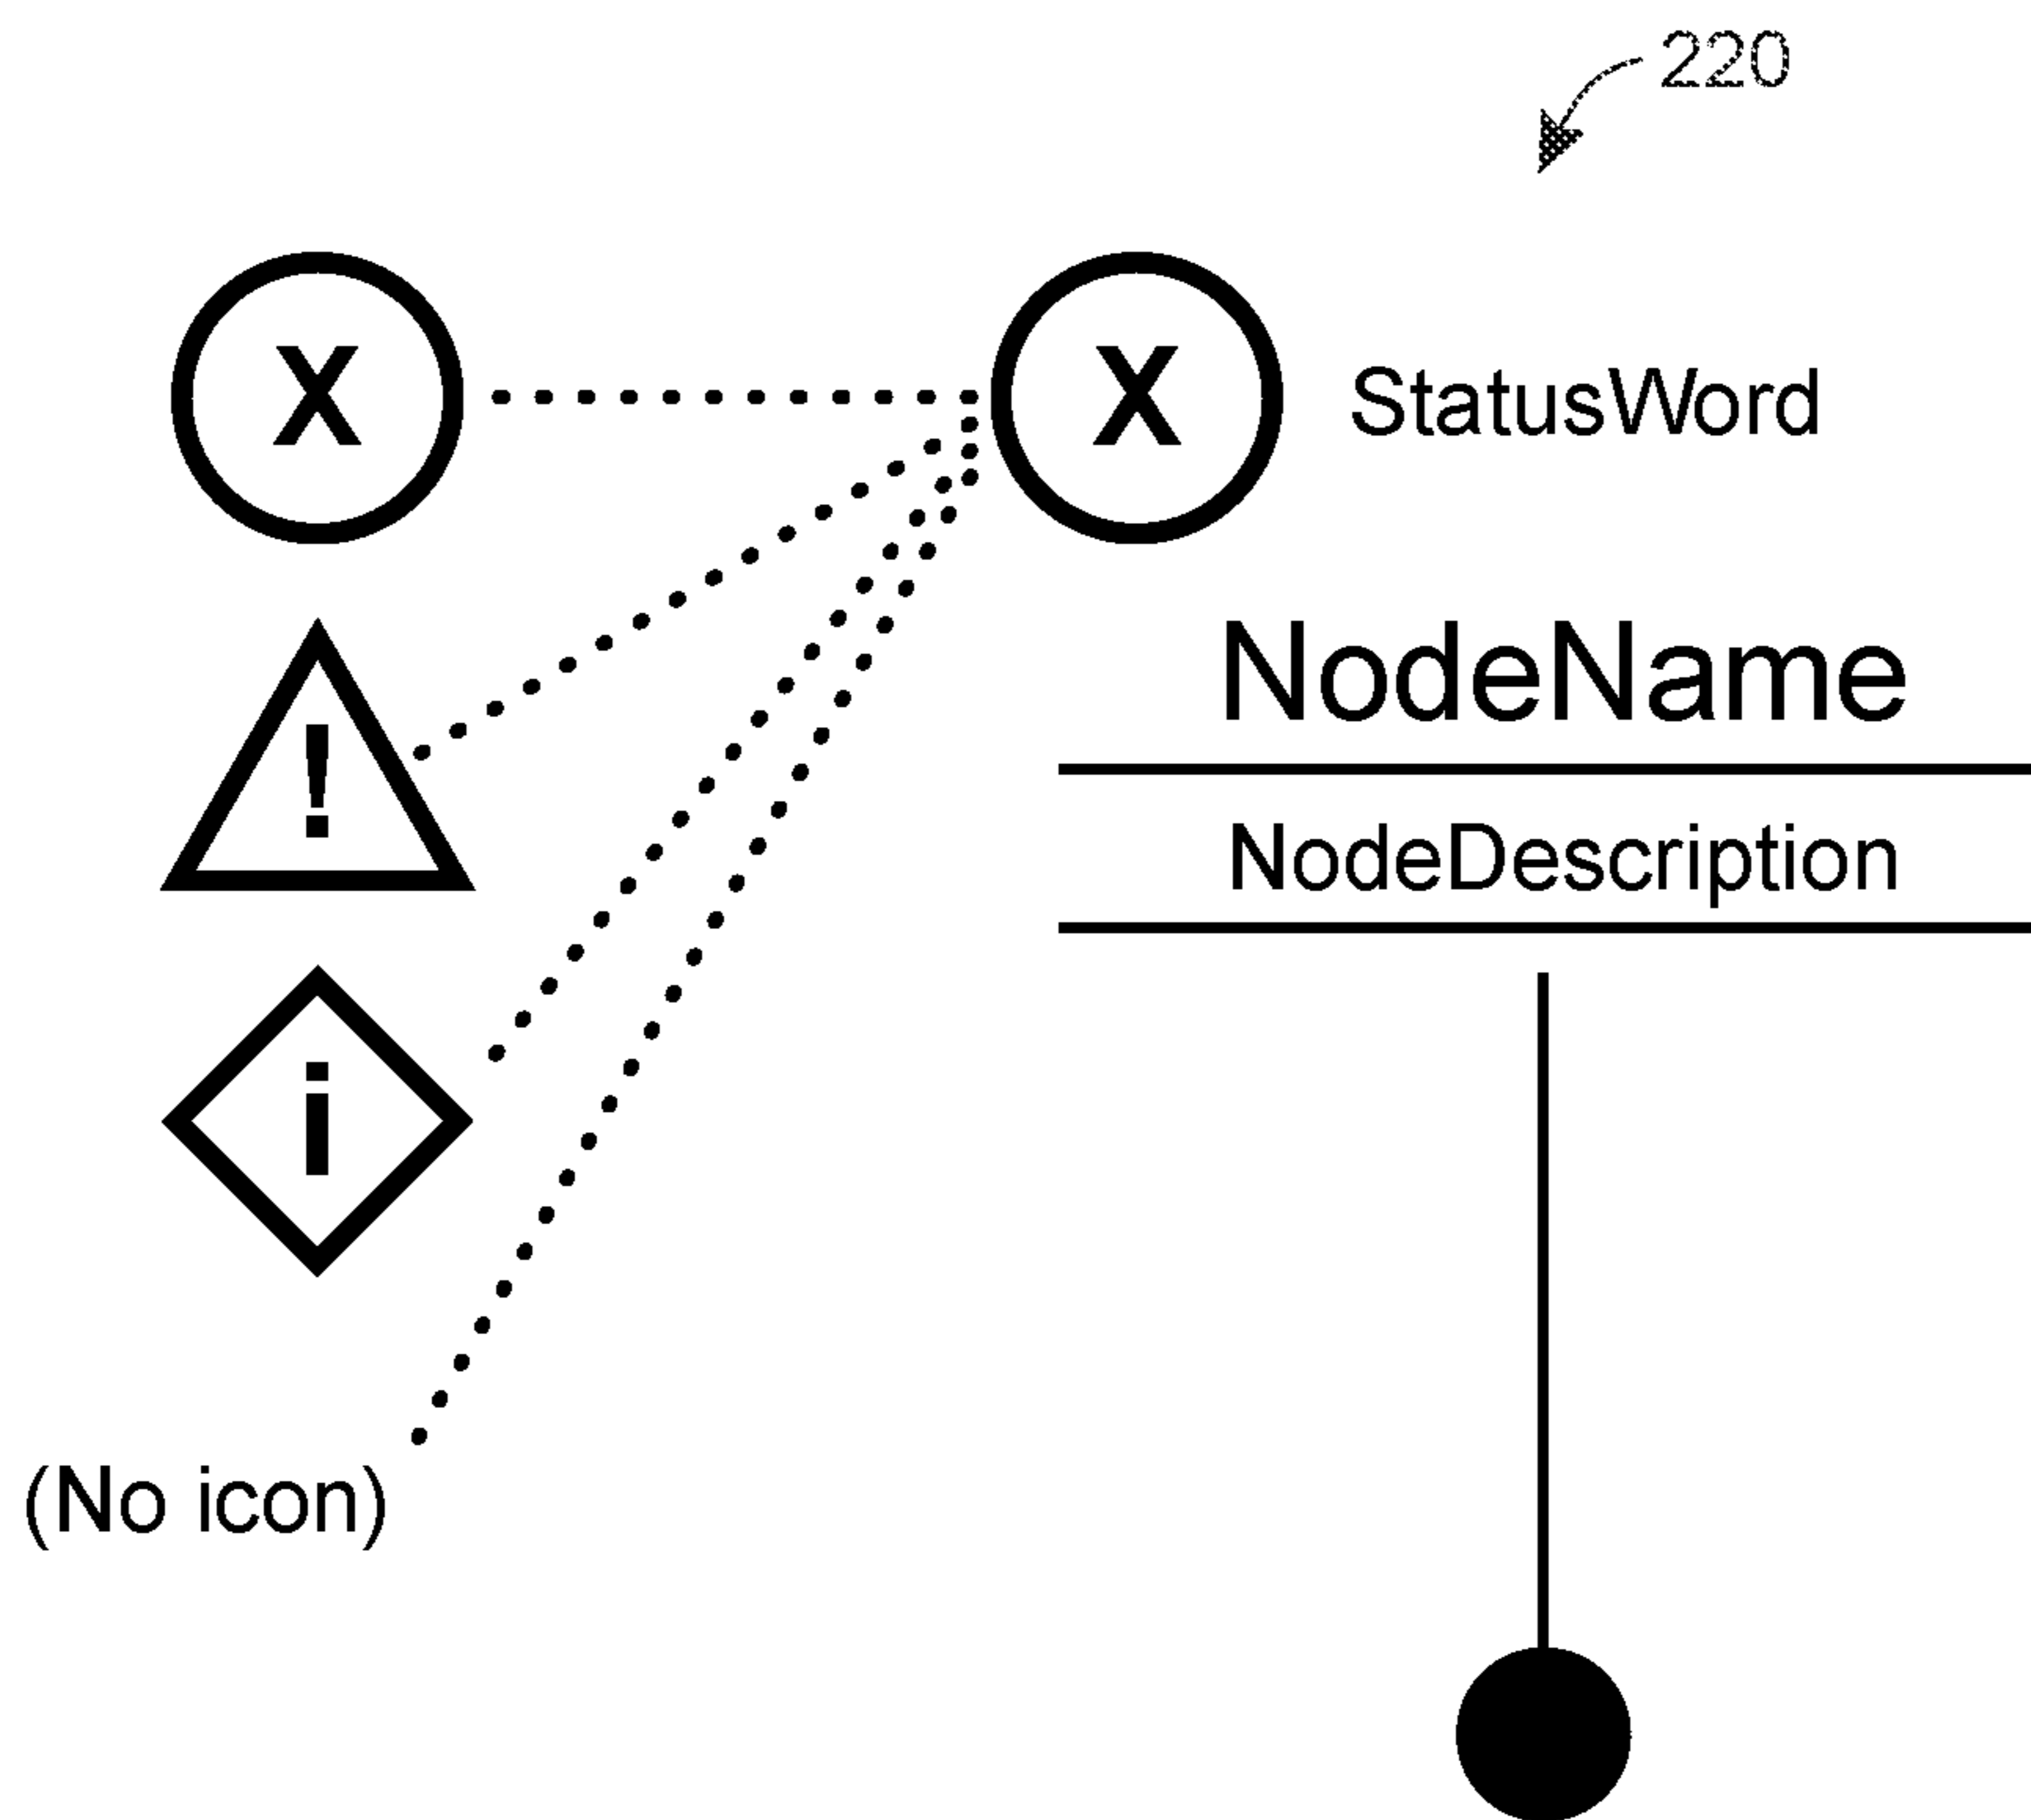 220
X
X StatusWord
!
NodeName
NodeDescription
i
(No icon)